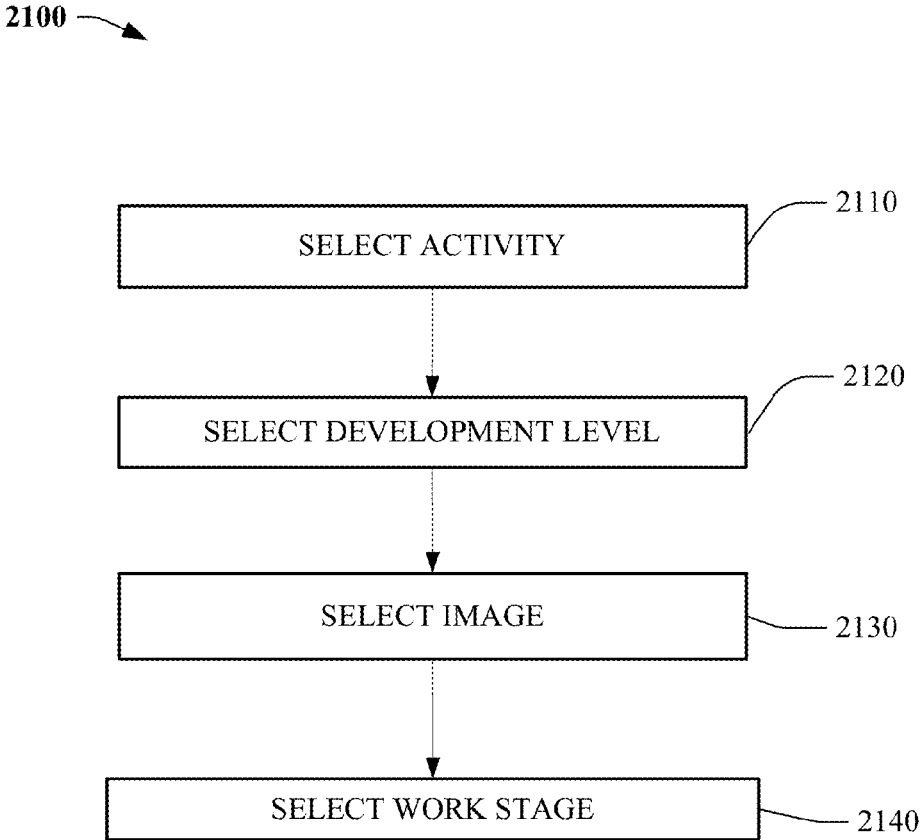 2100
2110
SELECT ACTIVITY
2120
SELECT DEVELOPMENT LEVEL
SELECT IMAGE
2130
SELECT WORK STAGE
2140